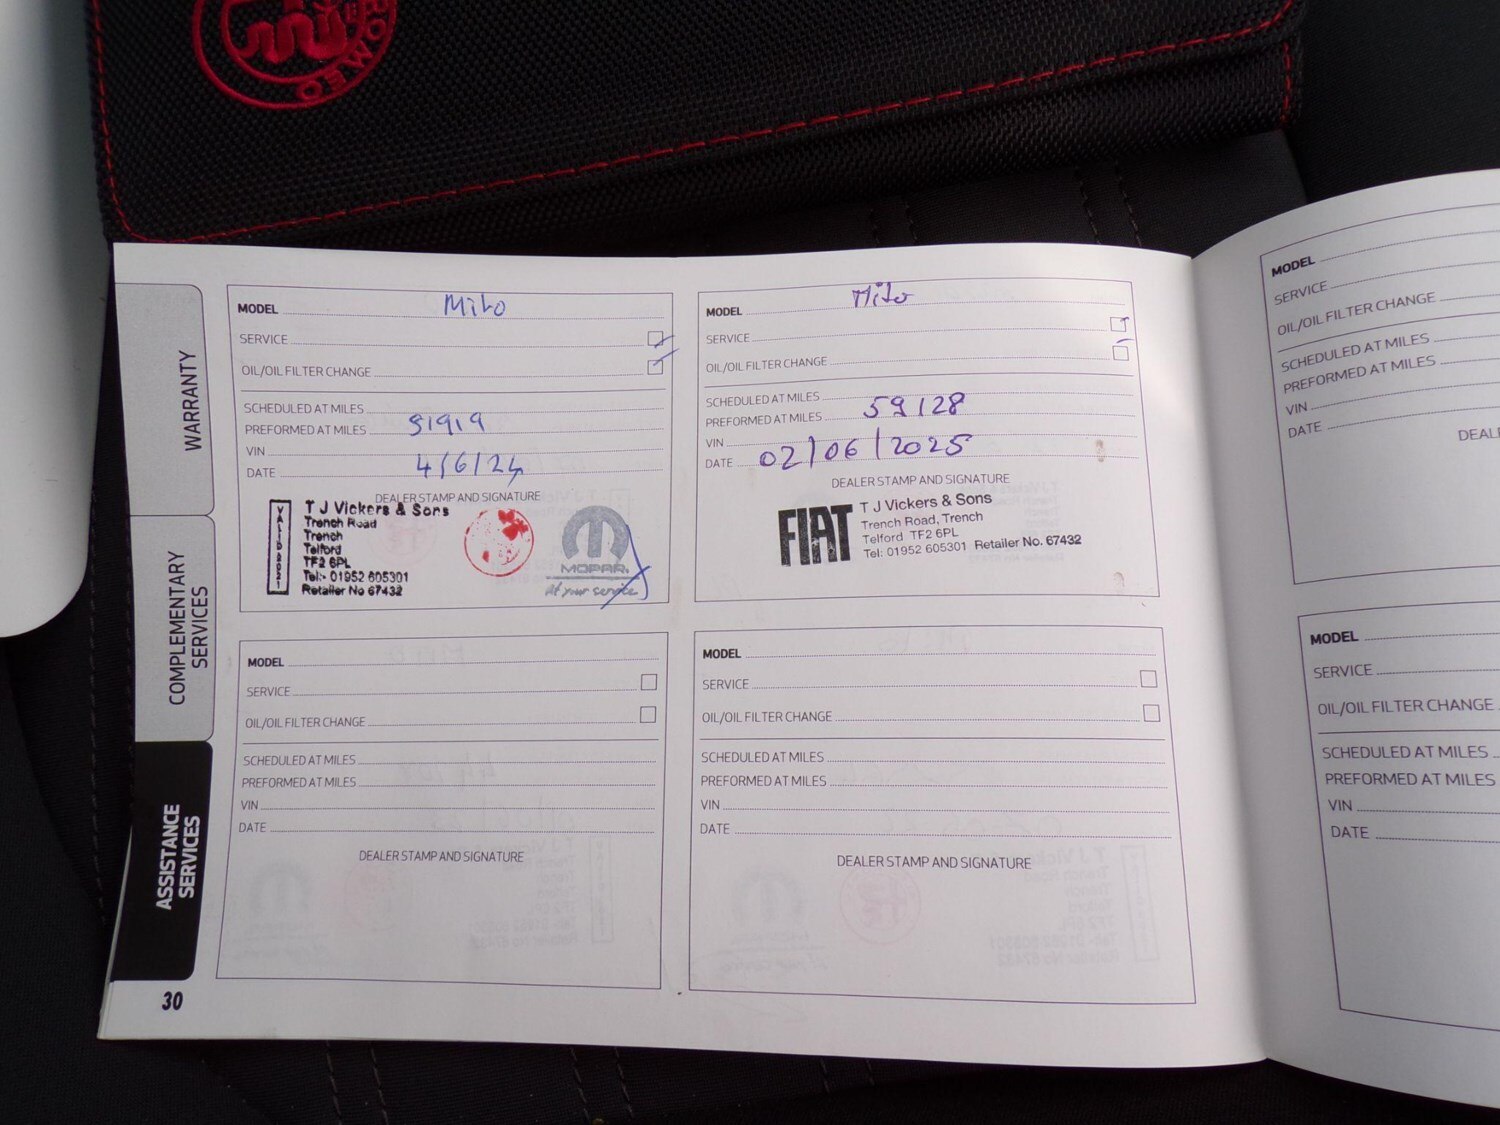 ROMEO
WARRANTY
COMPLEMENTARY
SERVICES
ASSISTANCE
SERVICES
MODEL Mito
SERVICE
OIL/OIL FILTER CHANGE
SCHEDULED AT MILES
PREFORMED AT MILES 51919
VIN
DATE 4/6/24
DEALER STAMP AND SIGNATURE
VALID 2021
T J Vickers & Sons
Trench Road
Trench
Telford
TF2 6PL
Tel:- 01952 605301
Retailer No 67432
MOPAR
At your service
MODEL Mito
SERVICE
OIL/OIL FILTER CHANGE
SCHEDULED AT MILES
PREFORMED AT MILES 59128
VIN
DATE 02/06/2025
DEALER STAMP AND SIGNATURE
FIAT
T J Vickers & Sons
Trench Road, Trench
Telford TF2 6PL
Tel: 01952 605301 Retailer No. 67432
MODEL
SERVICE
OIL/OIL FILTER CHANGE
SCHEDULED AT MILES
PREFORMED AT MILES
VIN
DATE
DEALER STAMP AND SIGNATURE
MODEL
SERVICE
OIL/OIL FILTER CHANGE
SCHEDULED AT MILES
PREFORMED AT MILES
VIN
DATE
DEALER STAMP AND SIGNATURE
30
MODEL
SERVICE
OIL/OIL FILTER CHANGE
SCHEDULED AT MILES
PREFORMED AT MILES
VIN
DATE
MODEL
SERVICE
OIL/OIL FILTER CHANGE
SCHEDULED AT MILES
PREFORMED AT MILES
VIN
DATE